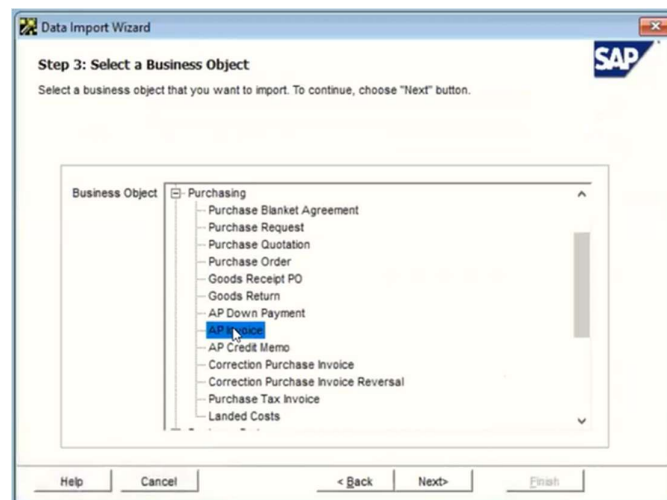 Data Import Wizard
Step 3: Select a Business Object
SAP
Select a business object that you want to import. To continue, choose "Next" button.
Business Object
Purchasing
Purchase Blanket Agreement
Purchase Request
Purchase Quotation
Purchase Order
Goods Receipt PO
Goods Return
AP Down Payment
AP Invoice
AP Credit Memo
Correction Purchase Invoice
Correction Purchase Invoice Reversal
Purchase Tax Invoice
Landed Costs
Help Cancel < Back Next> Finish